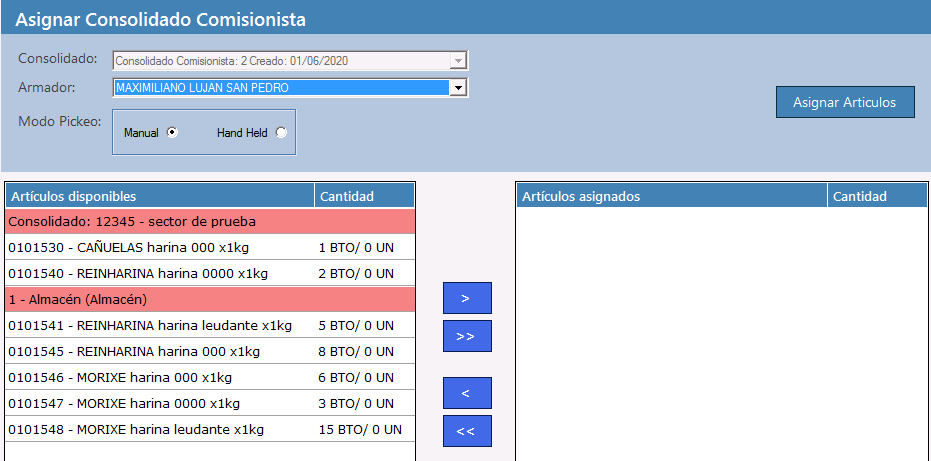 Asignar Consolidado Comisionista
Consolidado: Consolidado Comisionista: 2 Creado: 01/06/2020
Armador: MAXIMILIANO LUJAN SAN PEDRO
Modo Pickeo: Manual Hand Held
Asignar Articulos
Artículos disponibles Cantidad
Consolidado: 12345 - sector de prueba
0101530 - CAÑUELAS harina 000 x1kg 1 BTO/ 0 UN
0101540 - REINHARINA harina 0000 x1kg 2 BTO/ 0 UN
1 - Almacén (Almacén)
0101541 - REINHARINA harina leudante x1kg 5 BTO/ 0 UN
0101545 - REINHARINA harina 000 x1kg 8 BTO/ 0 UN
0101546 - MORIXE harina 000 x1kg 6 BTO/ 0 UN
0101547 - MORIXE harina 0000 x1kg 3 BTO/ 0 UN
0101548 - MORIXE harina leudante x1kg 15 BTO/ 0 UN
>
>>
<
<<
Artículos asignados Cantidad